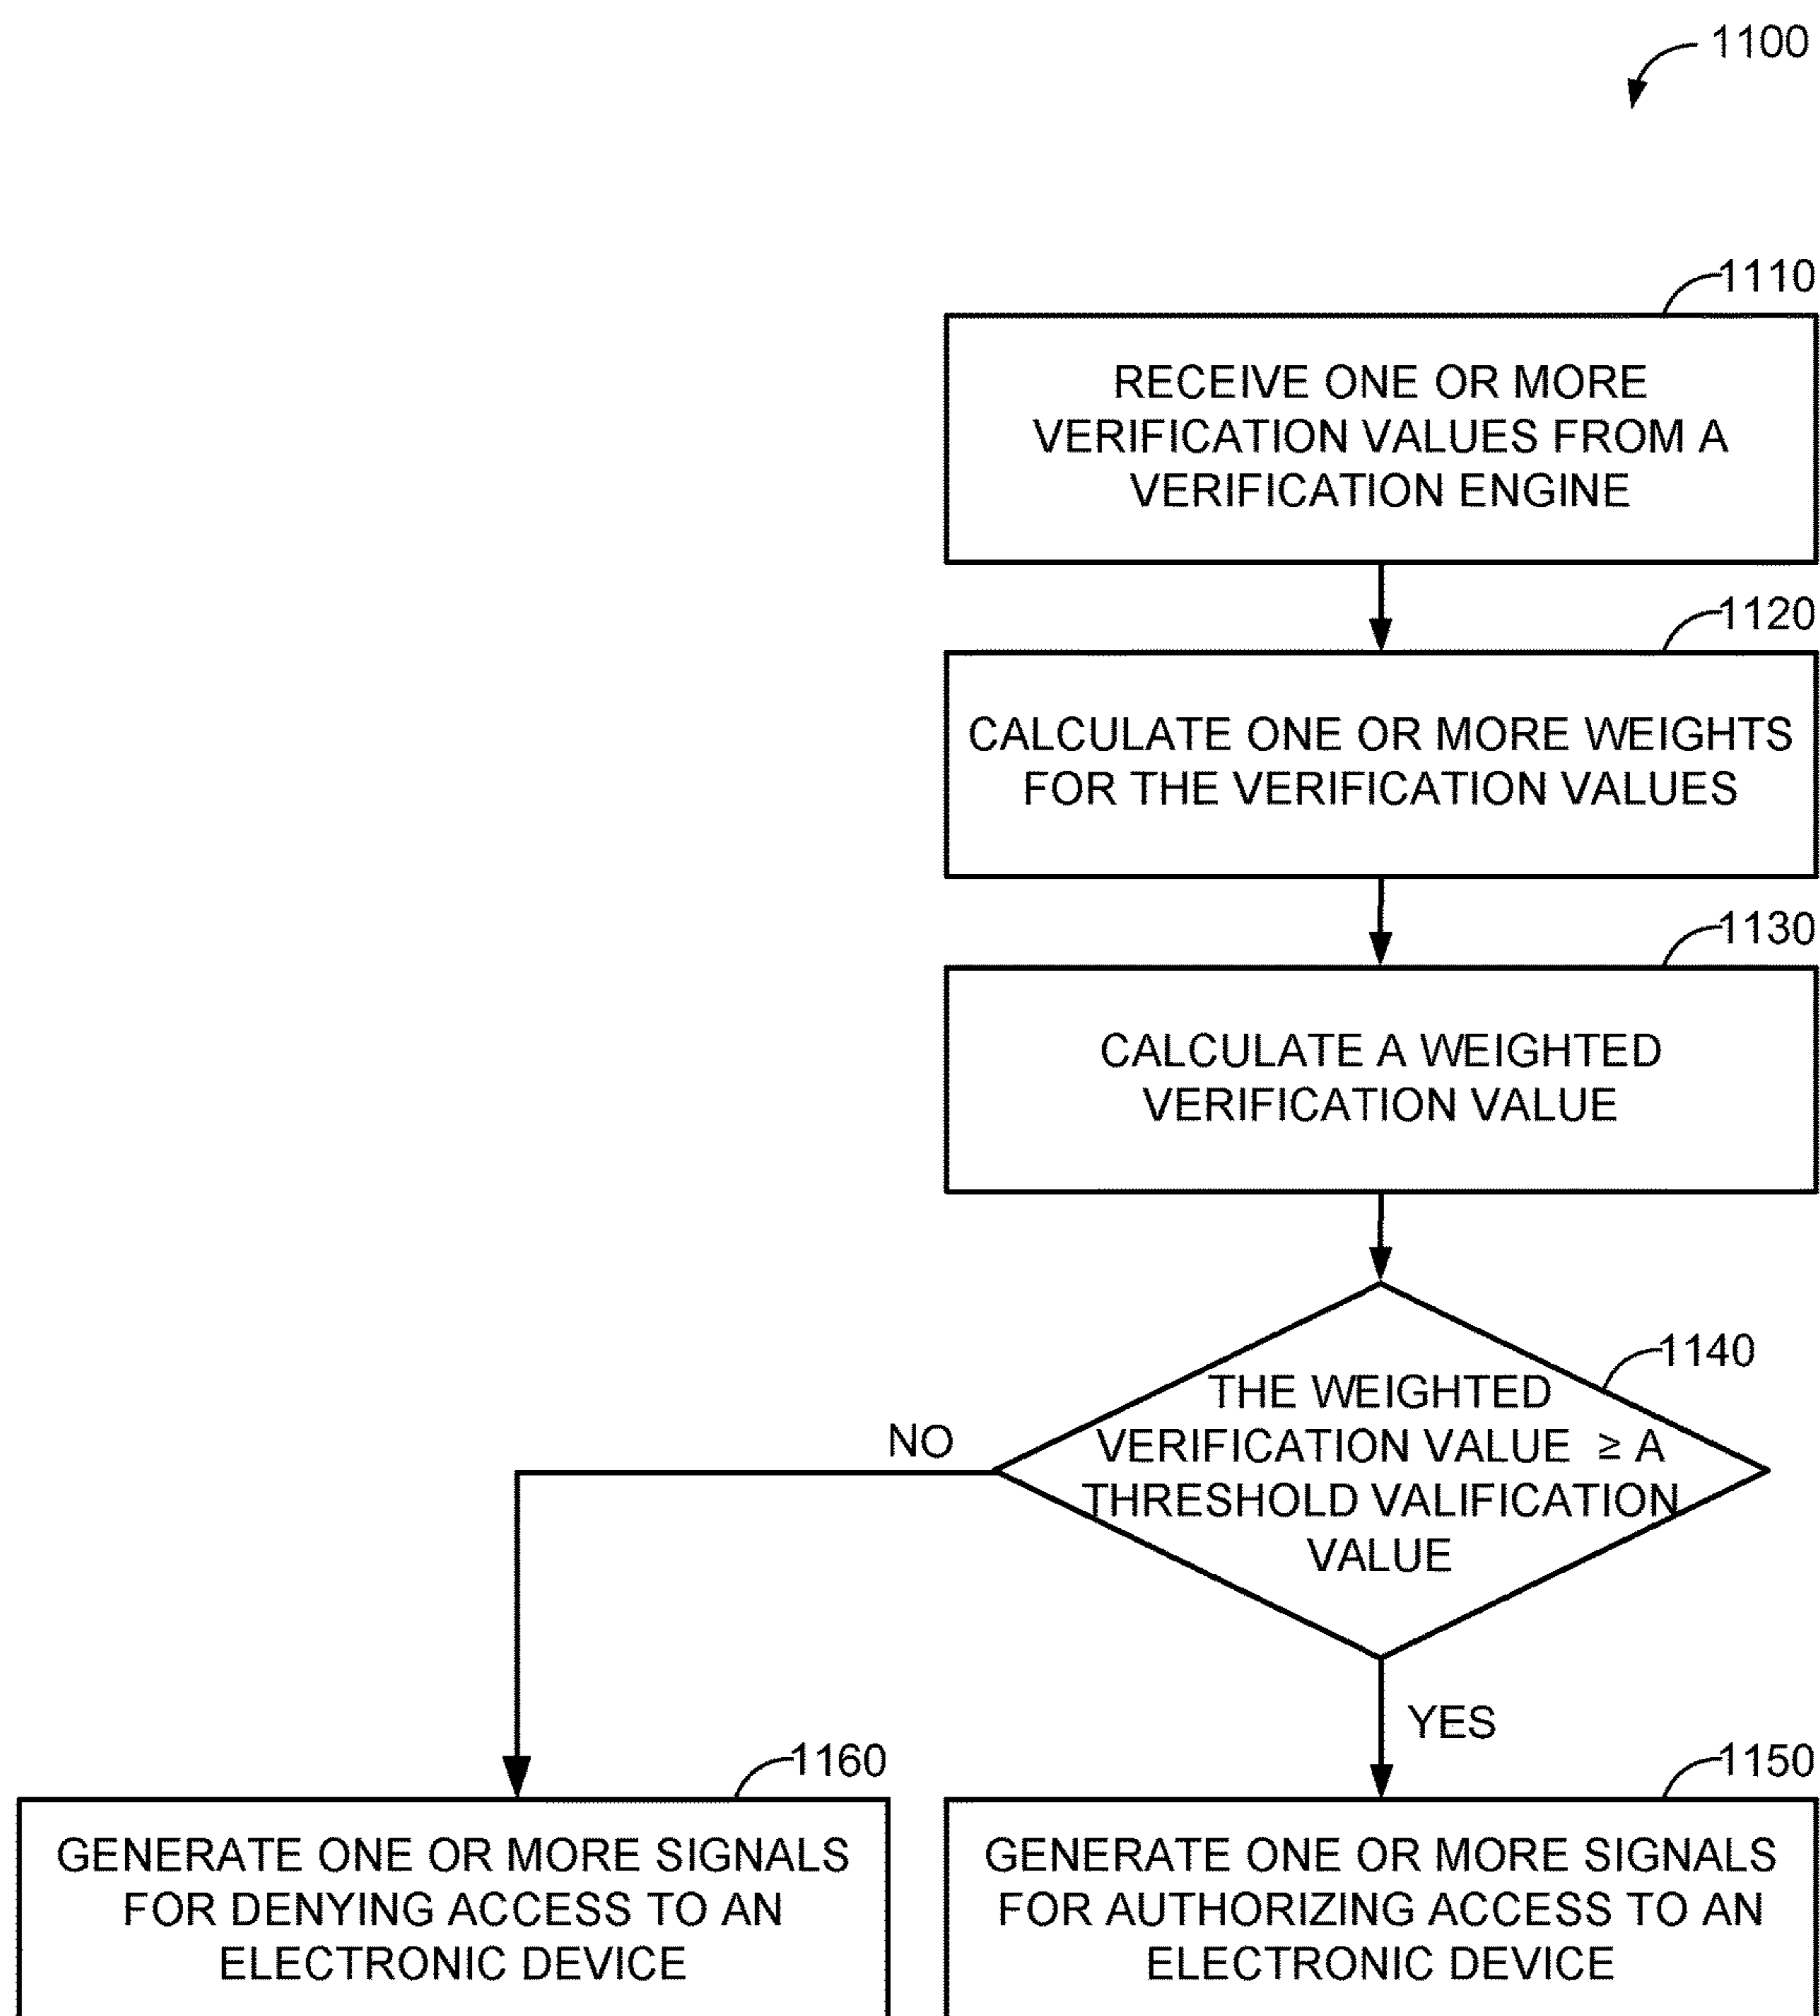 1100
1110
RECEIVE ONE OR MORE
VERIFICATION VALUES FROM A
VERIFICATION ENGINE
1120
CALCULATE ONE OR MORE WEIGHTS
FOR THE VERIFICATION VALUES
1130
CALCULATE A WEIGHTED
VERIFICATION VALUE
1140
THE WEIGHTED
VERIFICATION VALUE ≥ A
THRESHOLD VALIFICATION
VALUE
NO
YES
1160
GENERATE ONE OR MORE SIGNALS
FOR DENYING ACCESS TO AN
ELECTRONIC DEVICE
1150
GENERATE ONE OR MORE SIGNALS
FOR AUTHORIZING ACCESS TO AN
ELECTRONIC DEVICE